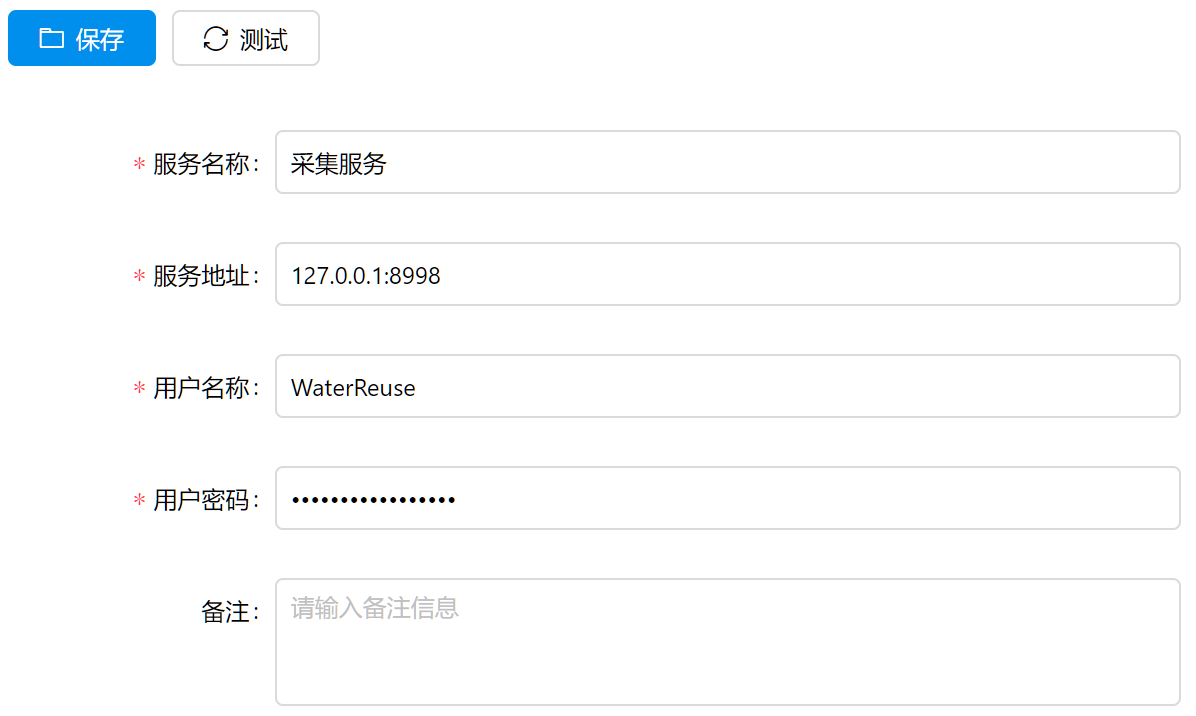 保存 测试
* 服务名称: 采集服务
* 服务地址: 127.0.0.1:8998
* 用户名称: WaterReuse
* 用户密码: •••••••••••••••••
备注: 请输入备注信息